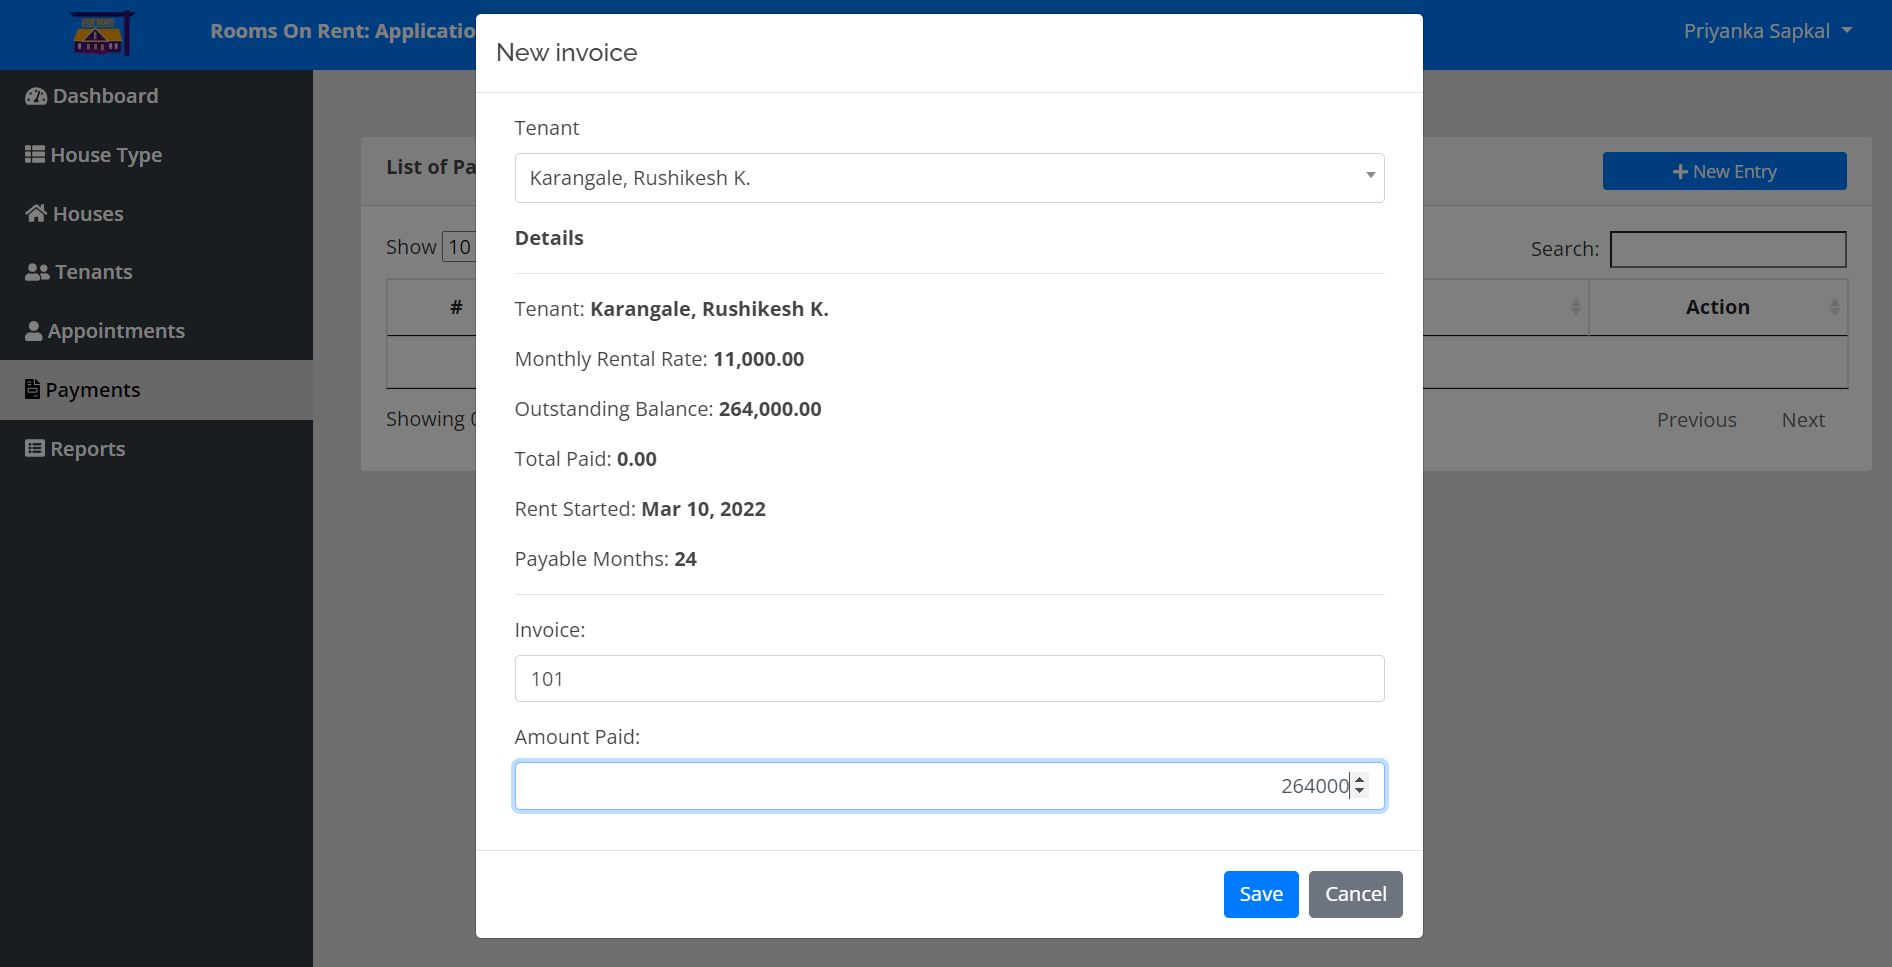 FOR RENT
Rooms On Rent: Applicatio
Priyanka Sapkal
Dashboard
House Type
Houses
Tenants
Appointments
Payments
Reports
List of Pa
New Entry
Show 10
Search:
#
Action
Showing
Previous Next
New invoice
Tenant
Karangale, Rushikesh K.
Details
Tenant: Karangale, Rushikesh K.
Monthly Rental Rate: 11,000.00
Outstanding Balance: 264,000.00
Total Paid: 0.00
Rent Started: Mar 10, 2022
Payable Months: 24
Invoice:
101
Amount Paid:
264000
Save Cancel